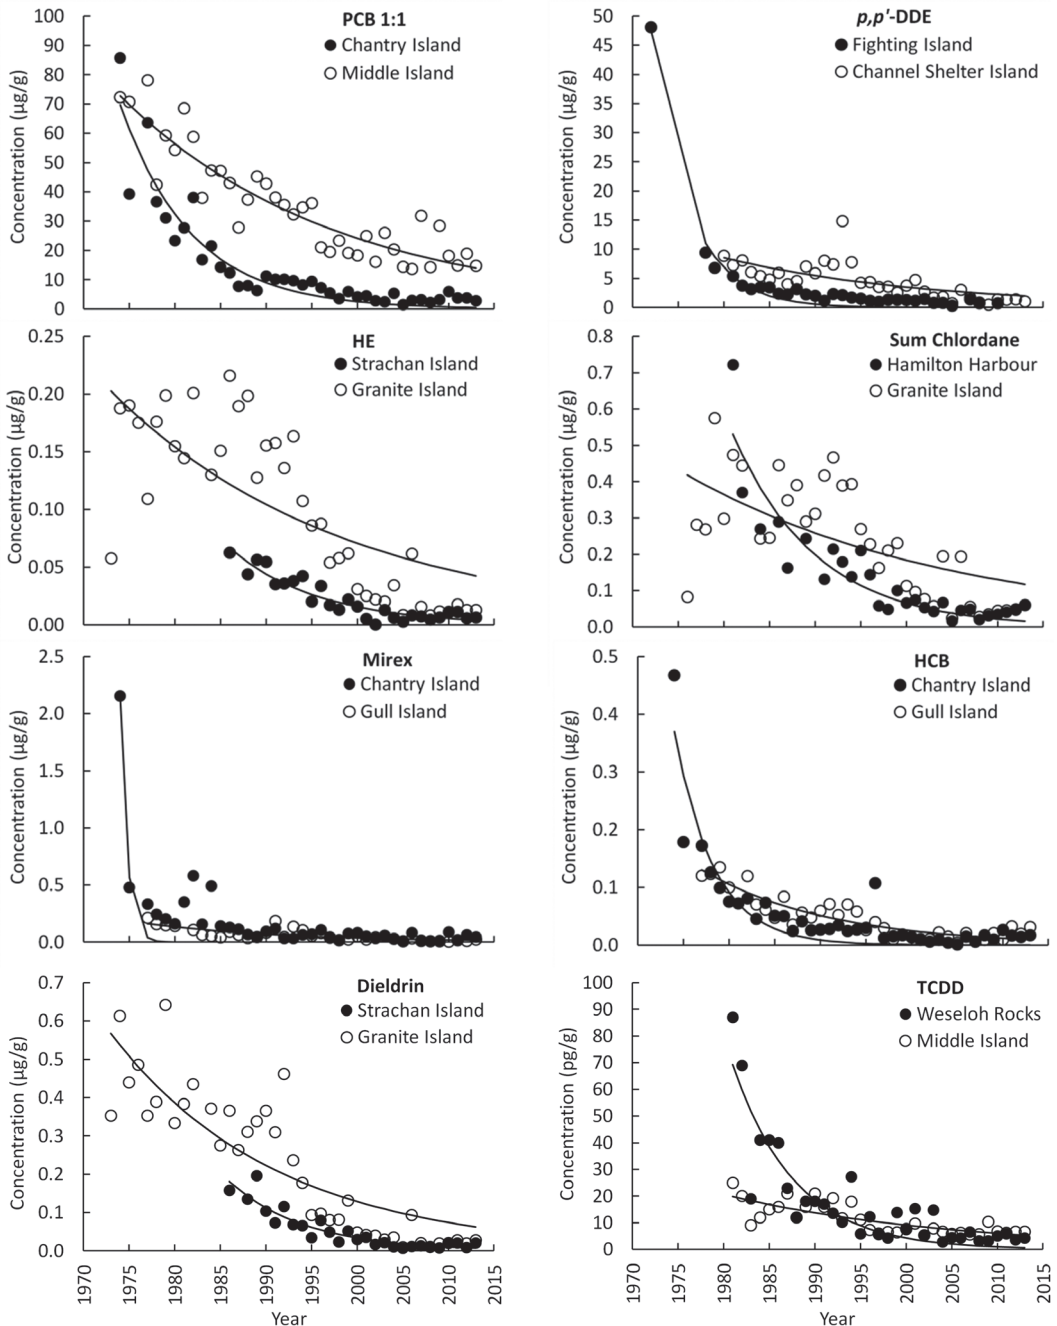 PCB 1:1
Chantry Island
Middle Island
Concentration (µg/g)
100
90
80
70
60
50
40
30
20
10
0
p,p'-DDE
Fighting Island
Channel Shelter Island
Concentration (µg/g)
50
45
40
35
30
25
20
15
10
5
0
HE
Strachan Island
Granite Island
Concentration (µg/g)
0.25
0.20
0.15
0.10
0.05
0.00
Sum Chlordane
Hamilton Harbour
Granite Island
Concentration (µg/g)
0.8
0.7
0.6
0.5
0.4
0.3
0.2
0.1
0.0
Mirex
Chantry Island
Gull Island
Concentration (µg/g)
2.5
2.0
1.5
1.0
0.5
0.0
HCB
Chantry Island
Gull Island
Concentration (µg/g)
0.5
0.4
0.3
0.2
0.1
0.0
Dieldrin
Strachan Island
Granite Island
Concentration (µg/g)
0.7
0.6
0.5
0.4
0.3
0.2
0.1
0.0
1970 1975 1980 1985 1990 1995 2000 2005 2010 2015
Year
TCDD
Weseloh Rocks
Middle Island
Concentration (pg/g)
100
90
80
70
60
50
40
30
20
10
0
1970 1975 1980 1985 1990 1995 2000 2005 2010 2015
Year